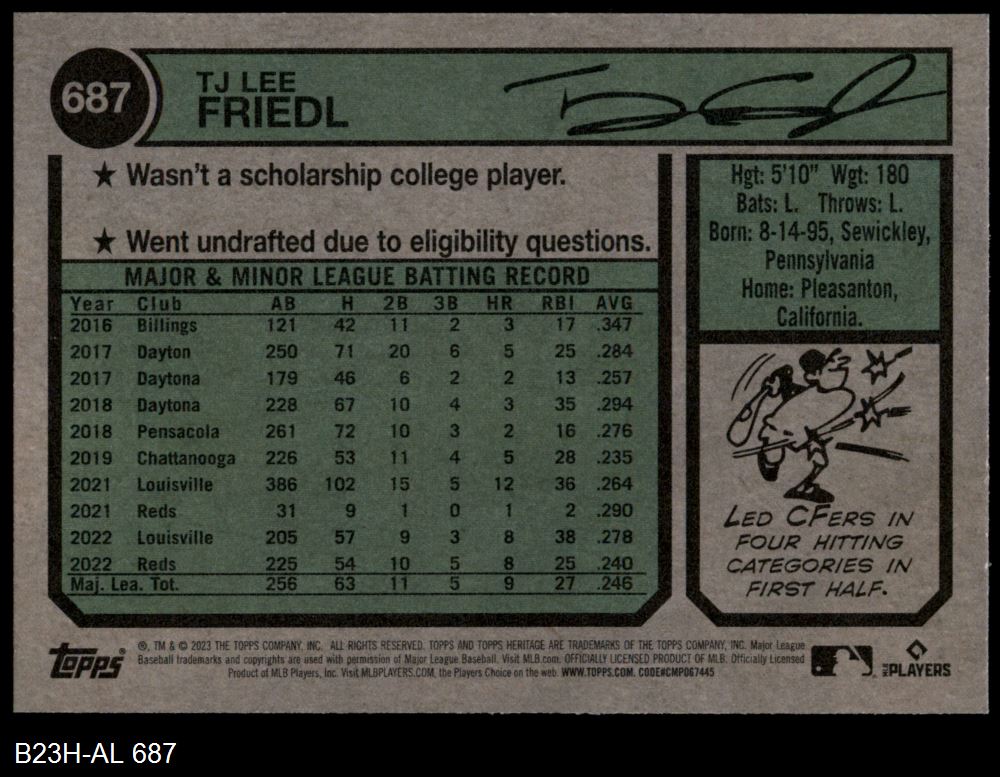 687
TJ LEE
FRIEDL
★ Wasn't a scholarship college player.
★ Went undrafted due to eligibility questions.
MAJOR & MINOR LEAGUE BATTING RECORD
Year Club AB H 2B 3B HR RBI AVG
2016 Billings 121 42 11 2 3 17 .347
2017 Dayton 250 71 20 6 5 25 .284
2017 Daytona 179 46 6 2 2 13 .257
2018 Daytona 228 67 10 4 3 35 .294
2018 Pensacola 261 72 10 3 2 16 .276
2019 Chattanooga 226 53 11 4 5 28 .235
2021 Louisville 386 102 15 5 12 36 .264
2021 Reds 31 9 1 0 1 2 .290
2022 Louisville 205 57 9 3 8 38 .278
2022 Reds 225 54 10 5 8 25 .240
Maj. Lea. Tot. 256 63 11 5 9 27 .246
Hgt: 5'10" Wgt: 180
Bats: L. Throws: L.
Born: 8-14-95, Sewickley,
Pennsylvania
Home: Pleasanton,
California.
LED CFERS IN
FOUR HITTING
CATEGORIES IN
FIRST HALF.
topps
®, TM & © 2023 THE TOPPS COMPANY, INC. ALL RIGHTS RESERVED. TOPPS AND TOPPS HERITAGE ARE TRADEMARKS OF THE TOPPS COMPANY, INC. Major League
Baseball trademarks and copyrights are used with permission of Major League Baseball. Visit MLB.com. OFFICIALLY LICENSED PRODUCT OF MLB. Officially Licensed
Product of MLB Players, Inc. Visit MLBPLAYERS.COM, the Players Choice on the web. WWW.TOPPS.COM. CODE#CMP067445
MLB PLAYERS
B23H-AL 687